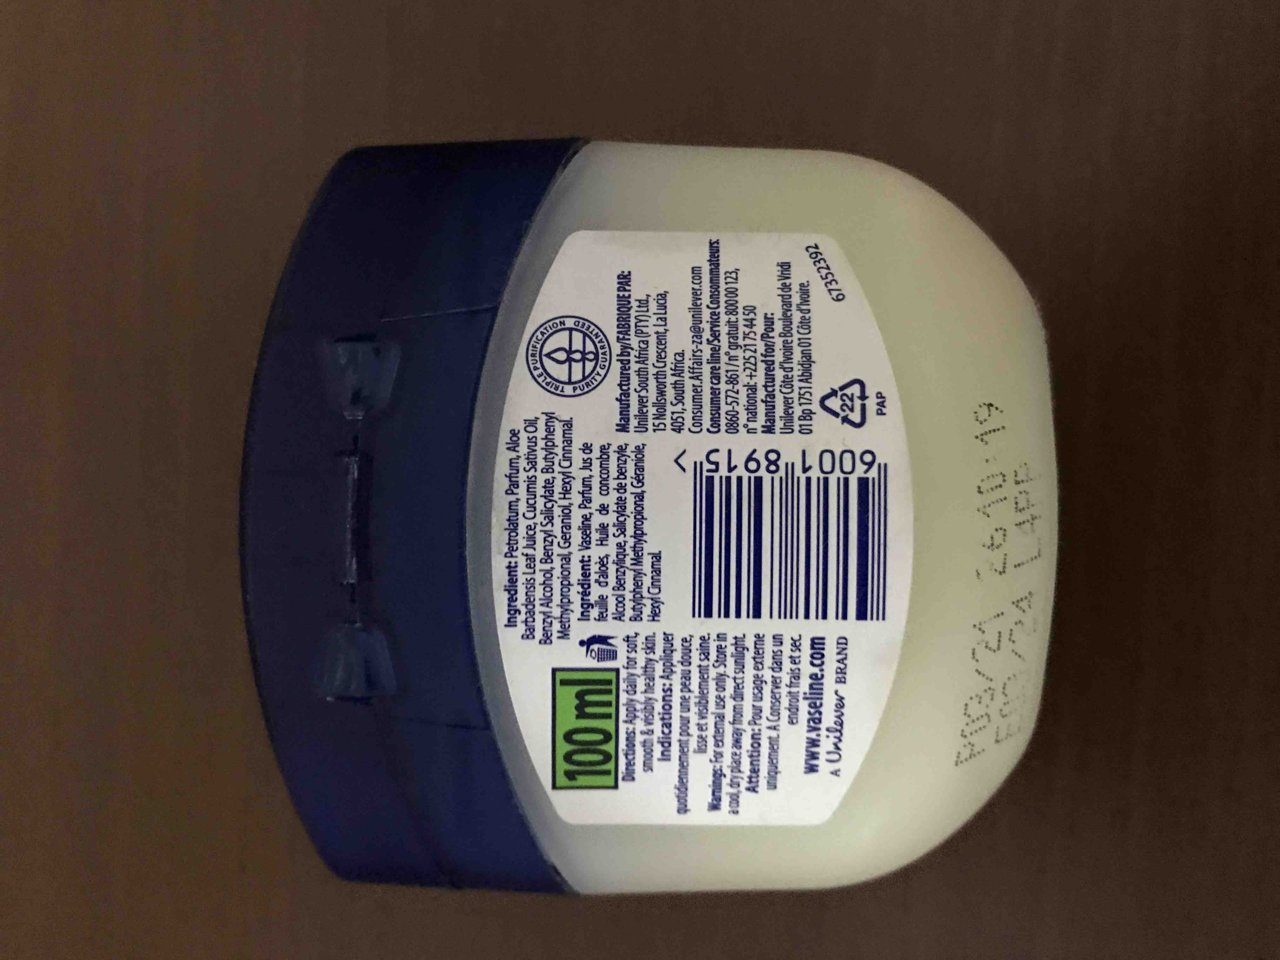 100 ml
Directions: Apply daily for soft,
smooth & visibly healthy skin.
Indications: Appliquer
quotidiennement pour une peau douce,
lisse et visiblement saine.
Warnings: For external use only. Store in
a cool, dry place away from direct sunlight.
Attention: Pour usage externe
uniquement. A Conserver dans un
endroit frais et sec.
www.vaseline.com
A Unilever BRAND
Ingredient: Petrolatum, Parfum, Aloe
Barbadensis Leaf Juice, Cucumis Sativus Oil,
Benzyl Alcohol, Benzyl Salicylate, Butylphenyl
Methylpropional, Geraniol, Hexyl Cinnamal.
Ingrédient: Vaseline, Parfum, Jus de
feuille d'aloès, Huile de concombre,
Alcool Benzylique, Salicylate de benzyle,
Butylphenyl Methylpropional, Géraniole,
Hexyl Cinnamal.
6001 8915 >
TRIPLE PURIFICATION
PURITY GUARANTEED
Manufactured by/FABRIQUE PAR:
Unilever South Africa (PTY) Ltd.,
15 Nollsworth Crescent, La Lucia,
4051, South Africa.
Consumer.Affairs-za@unilever.com
Consumer care line/Service Consommateurs:
0860-572-861/ n° gratuit: 800 00 123,
n° national: +225 21 75 44 50
Manufactured for/Pour:
Unilever Côte d'Ivoire Boulevard de Vridi
01 Bp 1751 Abidjan 01 Côte d'Ivoire.
22
PAP
67352392